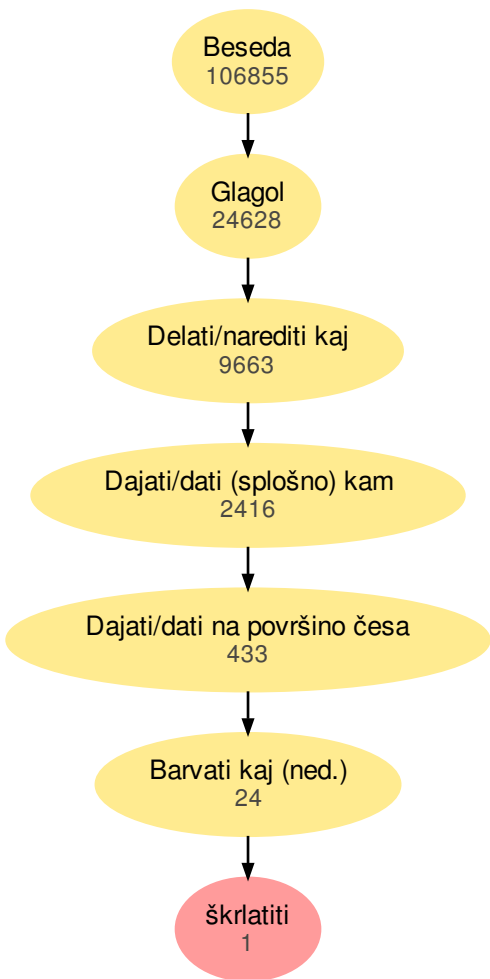 Beseda
106855
Glagol
24628
Delati/narediti kaj
9663
Dajati/dati (splošno) kam
2416
Dajati/dati na površino česa
433
Barvati kaj (ned.)
24
škrlatiti
1